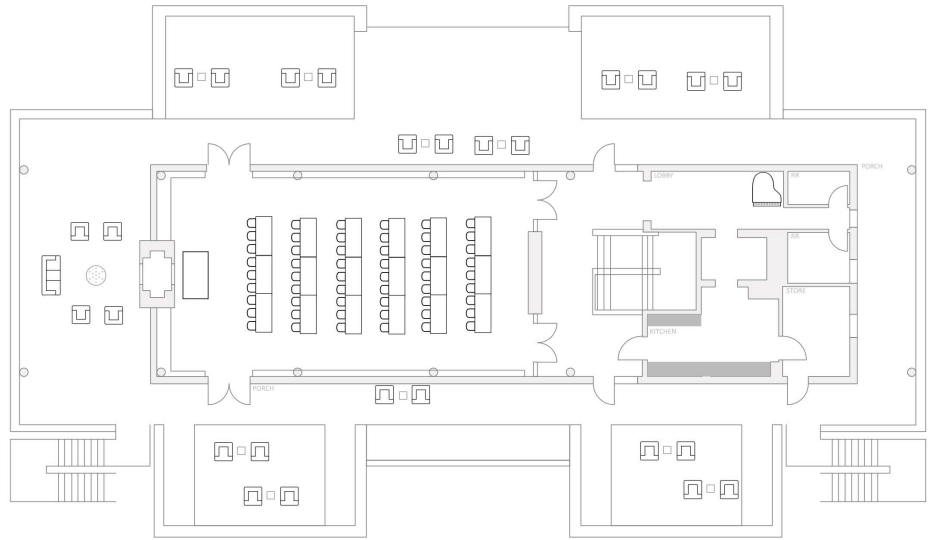 PORCH
LOBBY
RR
RR
STORE
KITCHEN
PORCH